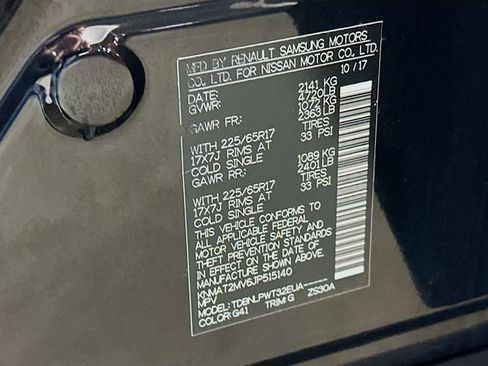 MFD BY RENAULT SAMSUNG MOTORS
CO., LTD. FOR NISSAN MOTOR CO., LTD.
DATE: 10/17
GVWR: 2141 KG
4720LB
GAWR FR: 1072 KG
2363LB
WITH 225/65R17 TIRES
17X7J RIMS AT 33 PSI
COLD SINGLE
GAWR RR: 1089 KG
2401LB
WITH 225/65R17 TIRES
17X7J RIMS AT 33 PSI
COLD SINGLE
THIS VEHICLE CONFORMS TO
ALL APPLICABLE FEDERAL
MOTOR VEHICLE SAFETY AND
THEFT PREVENTION STANDARDS
IN EFFECT ON THE DATE OF
MANUFACTURE SHOWN ABOVE.
KNMAT2MV6JP515140
MPV
MODEL: TDBNLPWT32EUA-----
COLOR: G41 TRIM: G ZS30A